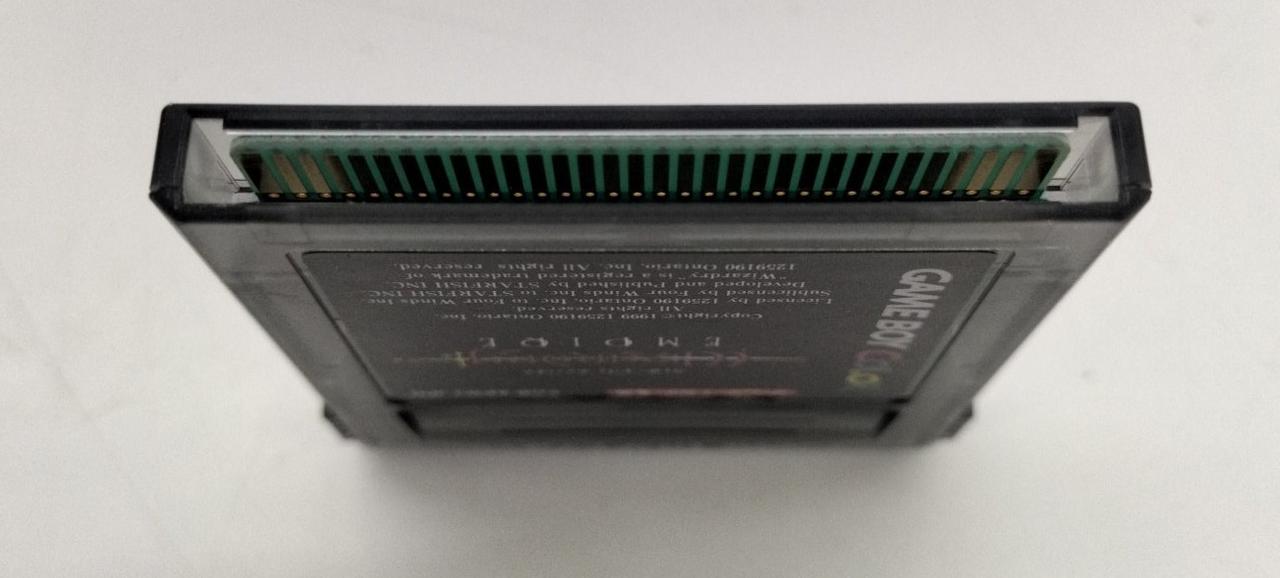 EMPIRE
Copyright© 1999 1259190 Ontario, Inc.
All rights reserved.
Licensed by 1259190 Ontario, Inc. to Four Winds Inc.
Sublicensed by Four Winds Inc. to STARFISH INC.
Developed and Published by STARFISH INC.
"Wizardry" is a registered trademark of
1259190 Ontario, Inc. All rights reserved.
GAME BOY